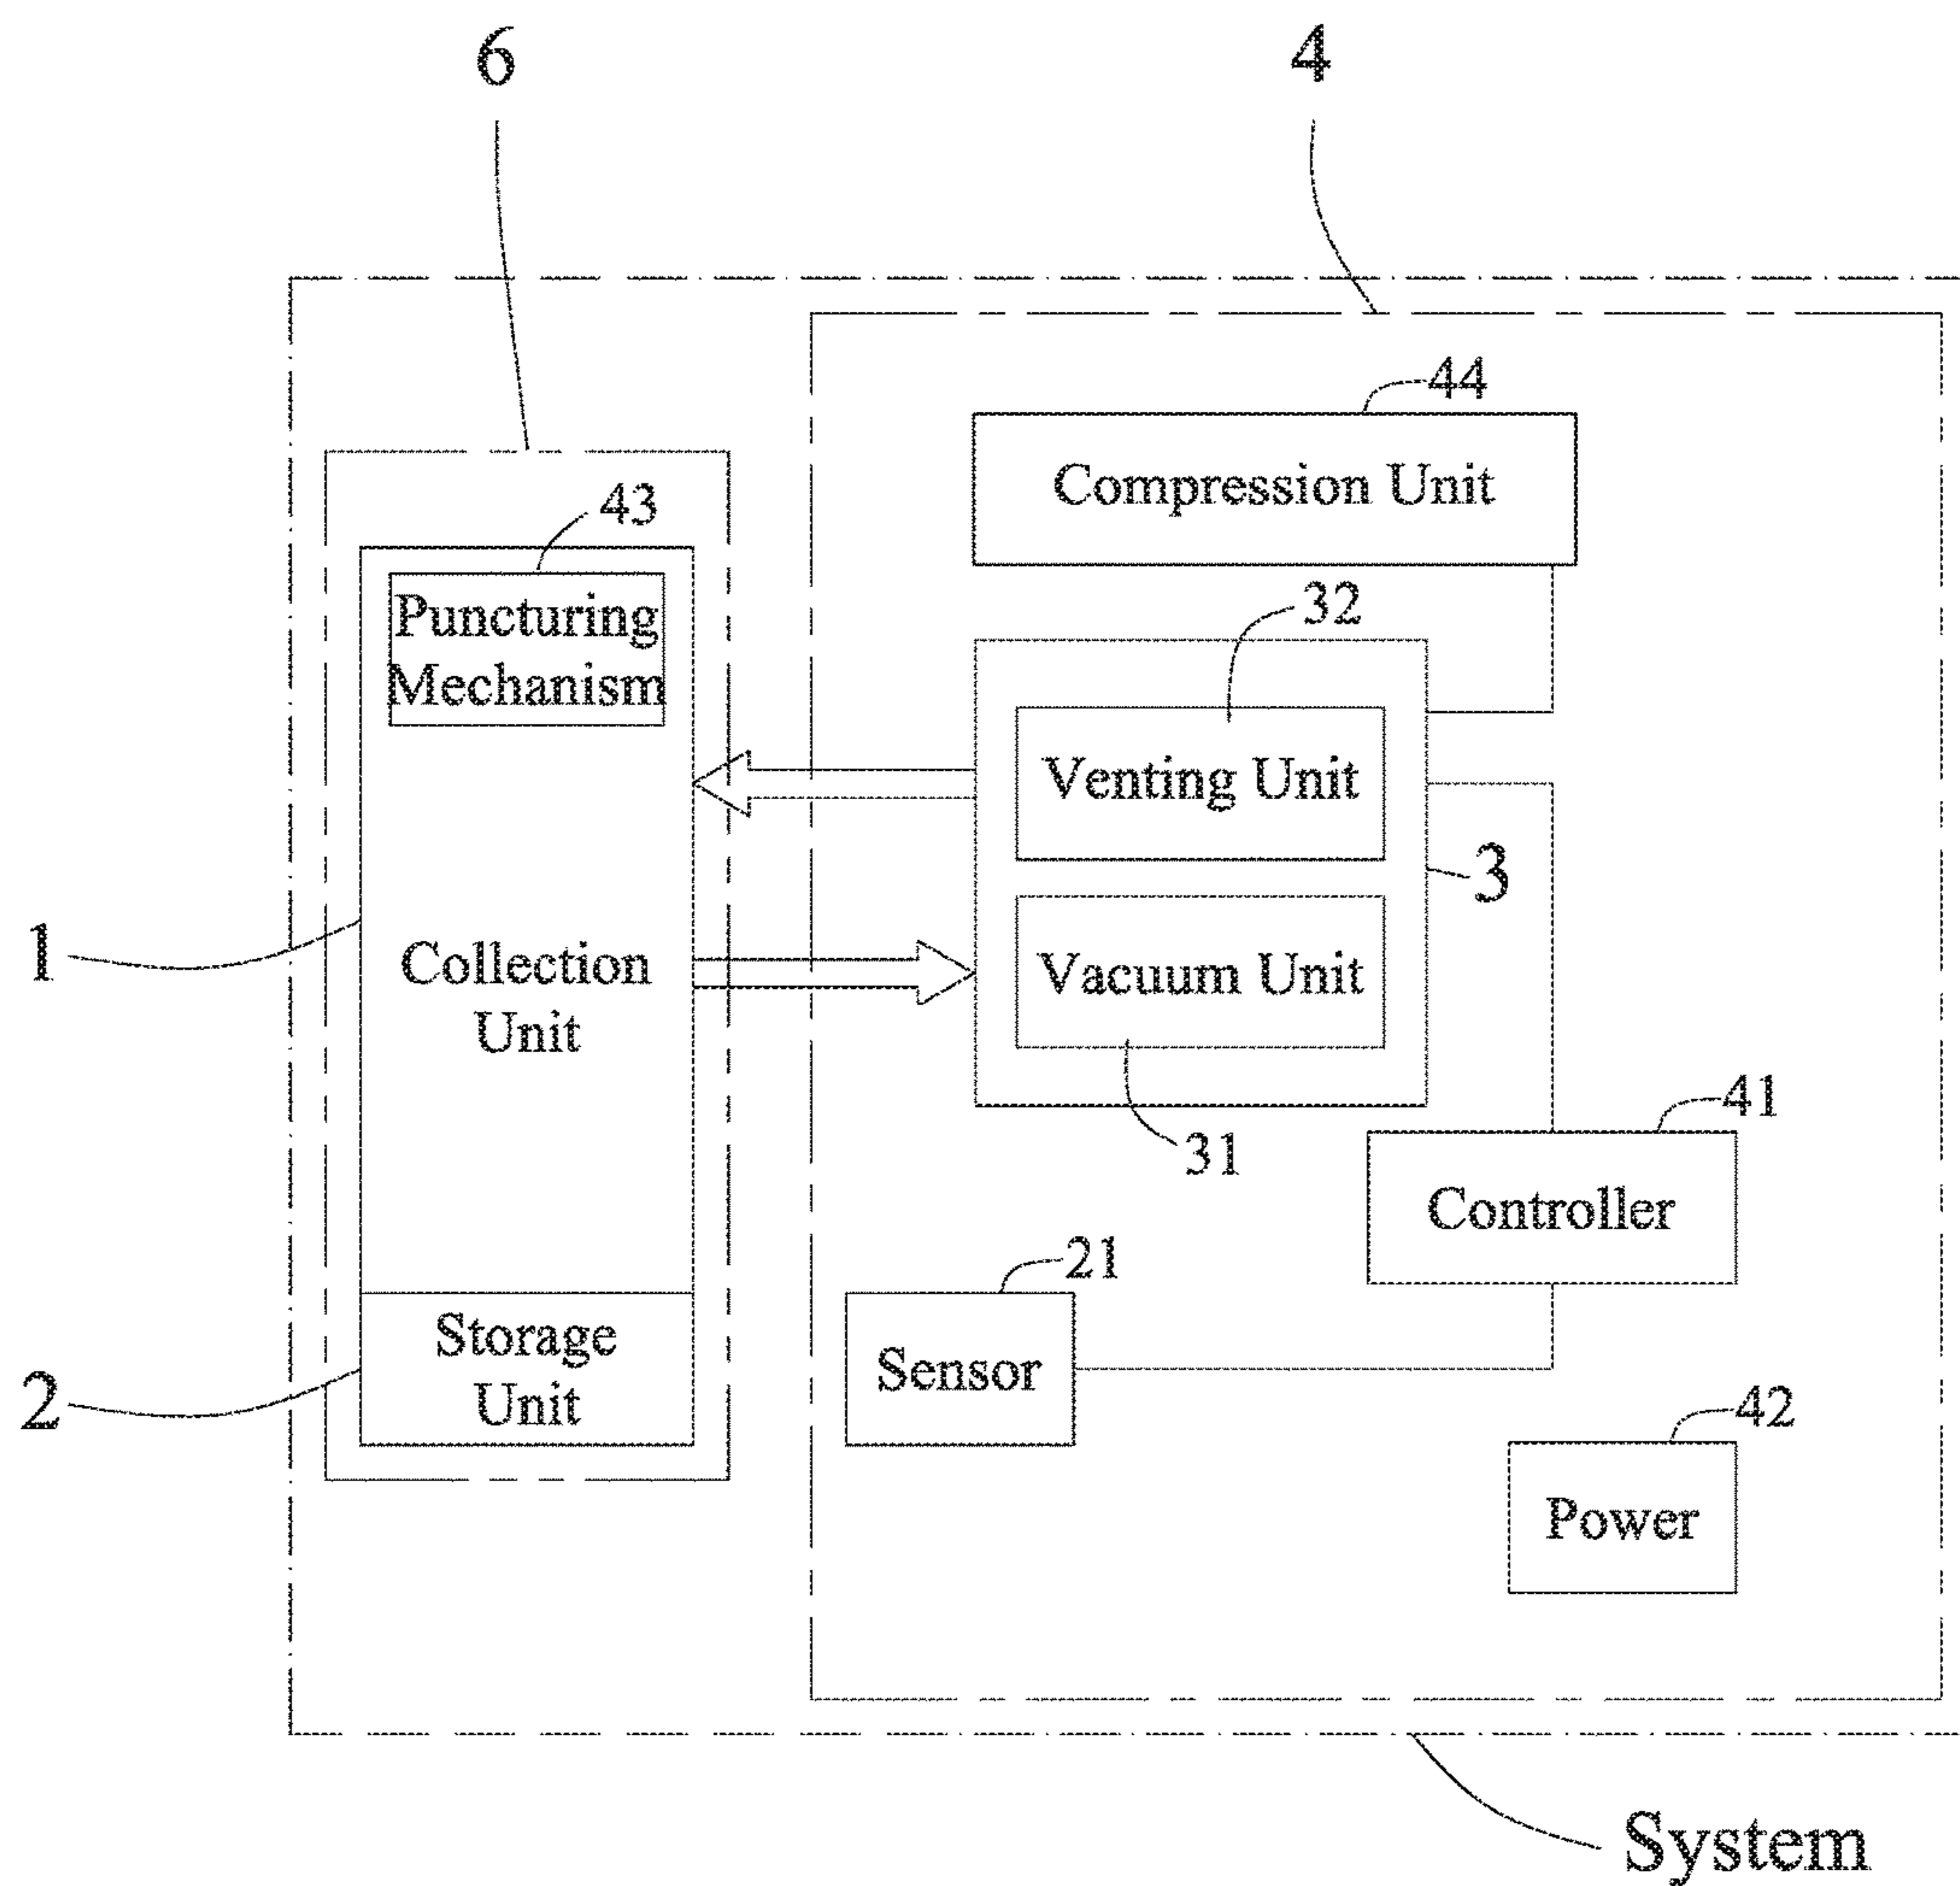 6
4
44
Compression Unit
43
Puncturing
Mechanism
32
Venting Unit
3
1
Collection
Unit
Vacuum Unit
31
41
Controller
21
Sensor
2
Storage
Unit
42
Power
System